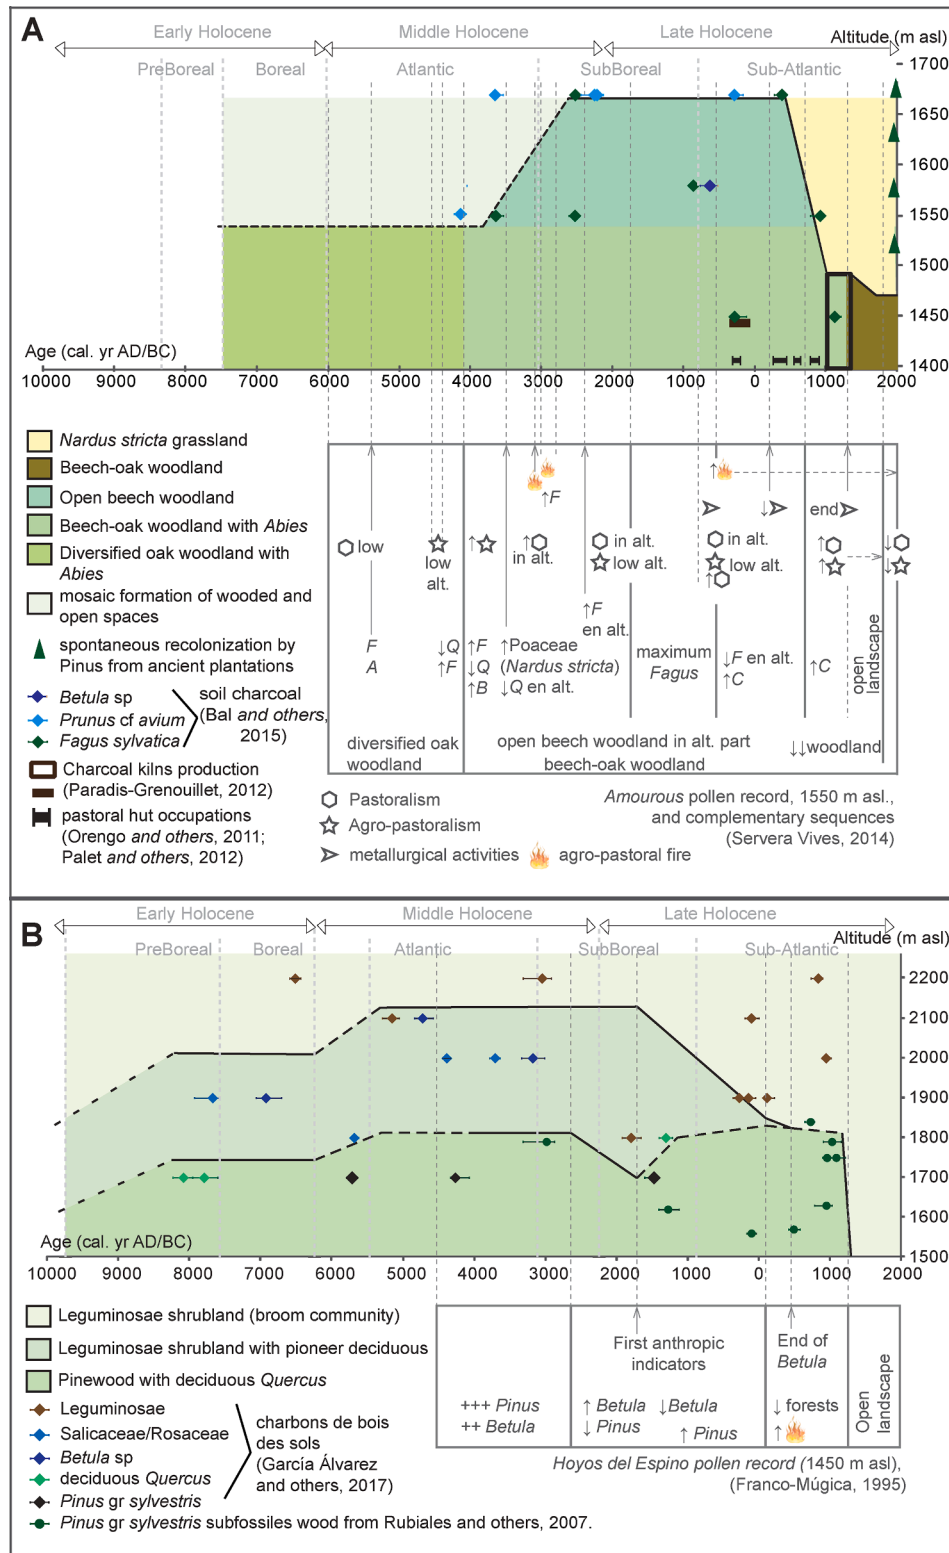 A
Early Holocene
Middle Holocene
Late Holocene
Altitude (m asl)
PreBoreal
Boreal
Atlantic
SubBoreal
Sub-Atlantic
1700
1650
1600
1550
1500
1450
1400
Age (cal. yr AD/BC)
10000 9000 8000 7000 6000 5000 4000 3000 2000 1000 0 1000 2000
Nardus stricta grassland
Beech-oak woodland
Open beech woodland
Beech-oak woodland with Abies
Diversified oak woodland with
Abies
mosaic formation of wooded and
open spaces
spontaneous recolonization by
Pinus from ancient plantations
Betula sp
Prunus cf avium
Fagus sylvatica
soil charcoal
(Bal and others,
2015)
Charcoal kilns production
(Paradis-Grenouillet, 2012)
pastoral hut occupations
(Orengo and others, 2011;
Palet and others, 2012)
low
F
A
low
alt.
↓Q
↑F
↑
↑F
↓Q
↑B
↑
in alt.
↑F
↑Poaceae
(Nardus stricta)
↓Q en alt.
in alt.
low alt.
↑F
en alt.
maximum
Fagus
↑
in alt.
low alt.
↑
↓F en alt.
↑C
↓
end
↑
↑
↑C
open
landscape
↓
↓
diversified oak
woodland
open beech woodland in alt. part
beech-oak woodland
↓↓woodland
Pastoralism
Agro-pastoralism
metallurgical activities
agro-pastoral fire
Amourous pollen record, 1550 m asl.,
and complementary sequences
(Servera Vives, 2014)
B
Early Holocene
Middle Holocene
Late Holocene
PreBoreal
Boreal
Atlantic
SubBoreal
Sub-Atlantic
Altitude (m asl)
2200
2100
2000
1900
1800
1700
1600
1500
Age (cal. yr AD/BC)
10000 9000 8000 7000 6000 5000 4000 3000 2000 1000 0 1000 2000
Leguminosae shrubland (broom community)
Leguminosae shrubland with pioneer deciduous
Pinewood with deciduous Quercus
Leguminosae
Salicaceae/Rosaceae
Betula sp
deciduous Quercus
Pinus gr sylvestris
Pinus gr sylvestris subfossiles wood from Rubiales and others, 2007.
charbons de bois
des sols
(García Álvarez
and others, 2017)
+++ Pinus
++ Betula
First anthropic
indicators
↑ Betula ↓Betula
↓ Pinus ↑ Pinus
End of
Betula
↓ forests
↑
Open
landscape
Hoyos del Espino pollen record (1450 m asl),
(Franco-Múgica, 1995)